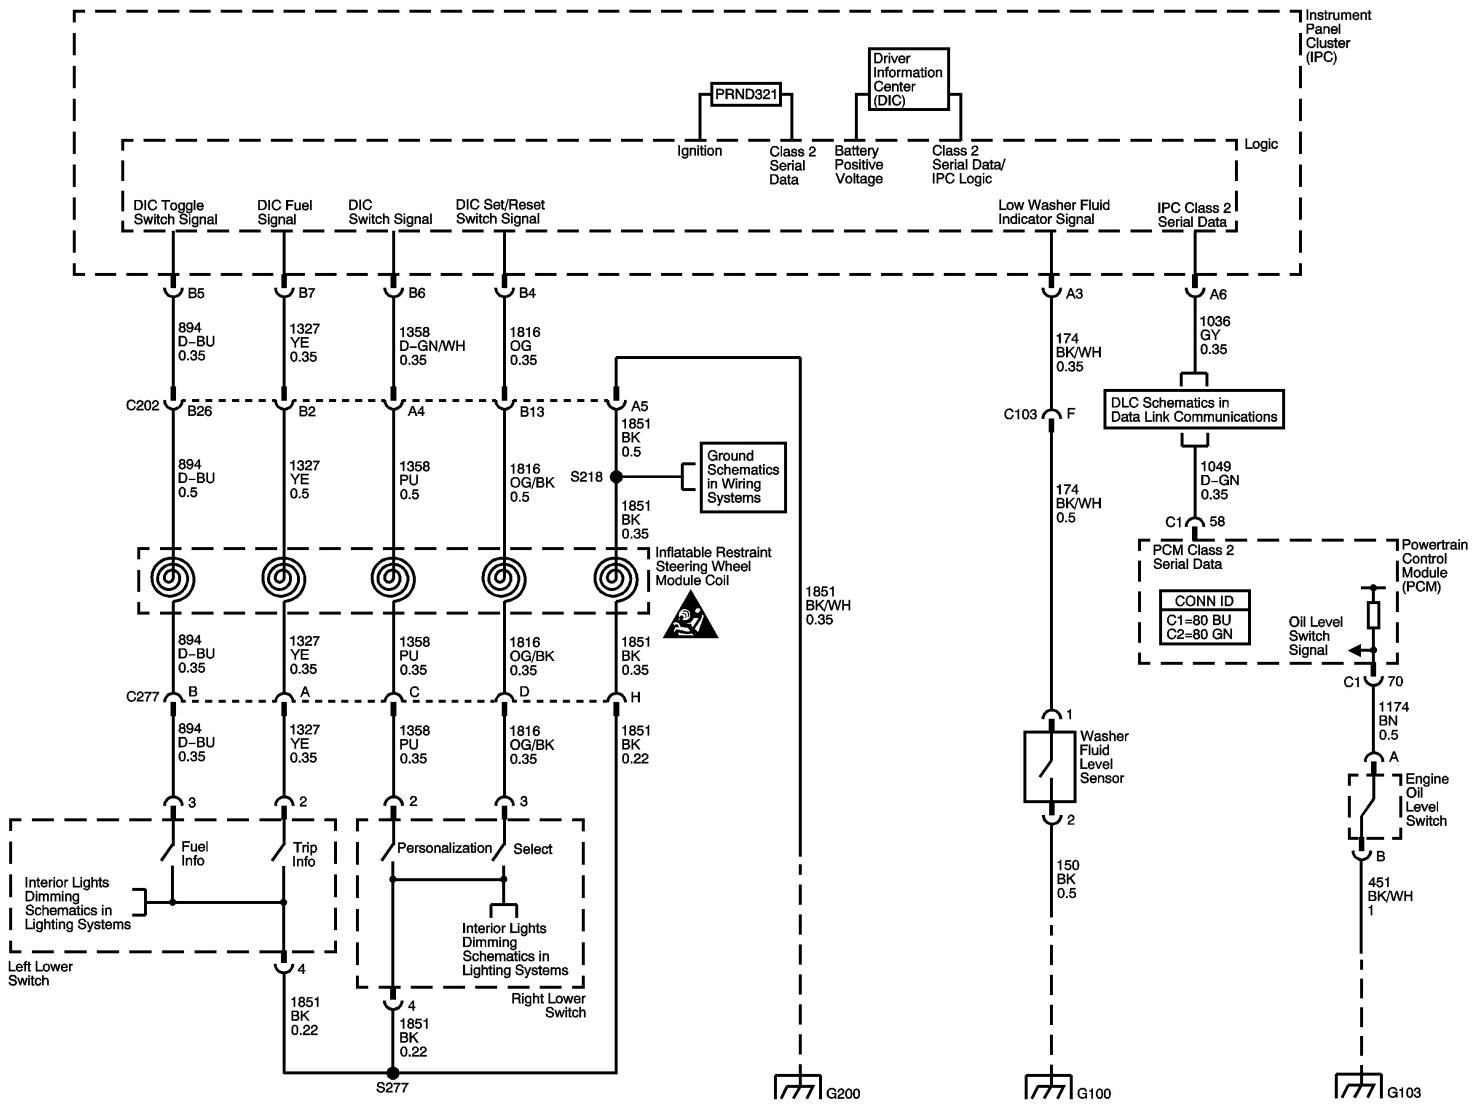 Instrument
Panel
Cluster
(IPC)
Driver
Information
Center
(DIC)
PRND321
Logic
Ignition
Class 2
Serial
Data
Battery
Positive
Voltage
Class 2
Serial Data/
IPC Logic
DIC Toggle
Switch Signal
DIC Fuel
Signal
DIC
Switch Signal
DIC Set/Reset
Switch Signal
Low Washer Fluid
Indicator Signal
IPC Class 2
Serial Data
B5
B7
B6
B4
A3
A6
894
D-BU
0.35
1327
YE
0.35
1358
D-GN/WH
0.35
1816
OG
0.35
174
BK/WH
0.35
1036
GY
0.35
C202
B26
B2
A4
B13
A5
C103
F
DLC Schematics in
Data Link Communications
1851
BK
0.5
S218
Ground
Schematics
in Wiring
Systems
894
D-BU
0.5
1327
YE
0.5
1358
PU
0.5
1816
OG/BK
0.5
1851
BK
0.35
174
BK/WH
0.5
1049
D-GN
0.35
C1
58
Inflatable Restraint
Steering Wheel
Module Coil
PCM Class 2
Serial Data
Powertrain
Control
Module
(PCM)
CONN ID
C1=80 BU
C2=80 GN
Oil Level
Switch
Signal
1851
BK/WH
0.35
894
D-BU
0.35
1327
YE
0.35
1358
PU
0.35
1816
OG/BK
0.35
1851
BK
0.35
C1
70
C277
B
A
C
D
H
1174
BN
0.5
894
D-BU
0.35
1327
YE
0.35
1358
PU
0.35
1816
OG/BK
0.35
1851
BK
0.22
1
Washer
Fluid
Level
Sensor
2
A
Engine
Oil
Level
Switch
B
3
2
2
3
Fuel
Info
Trip
Info
Personalization
Select
Interior Lights
Dimming
Schematics in
Lighting Systems
Interior Lights
Dimming
Schematics in
Lighting Systems
150
BK
0.5
451
BK/WH
1
Left Lower
Switch
4
Right Lower
Switch
4
1851
BK
0.22
1851
BK
0.22
S277
G200
G100
G103